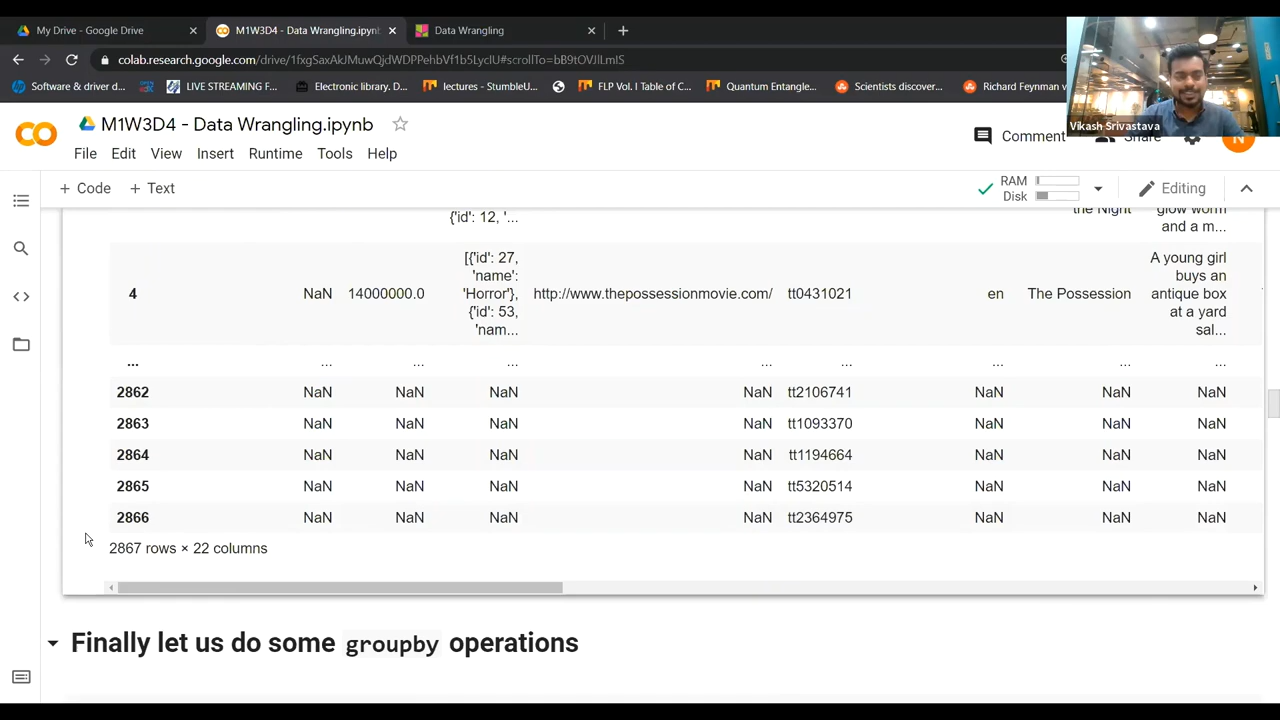 My Drive - Google Drive
M1W3D4 - Data Wrangling.ipynb
Data Wrangling
colab.research.google.com/drive/1fxgSaxAkJMuwQjdWDPPehbVf1b5LycIU#scrollTo=bB9tOVJlLmIS
Software & driver d...
LIVE STREAMING F...
Electronic library. D...
lectures - StumbleU...
FLP Vol. I Table of C...
Quantum Entangle...
Scientists discover...
Richard Feynman v
Vikash Srivastava
M1W3D4 - Data Wrangling.ipynb
Comment
Share
N
File Edit View Insert Runtime Tools Help
+ Code + Text
RAM
Disk
Editing
the Night
glow worm
{'id': 12, '...
and a m...
4 NaN 14000000.0 [{'id': 27, 'name': 'Horror'}, {'id': 53, 'nam... http://www.thepossessionmovie.com/ tt0431021 en The Possession A young girl buys an antique box at a yard sal...
... ... ... ... ... ... ... ... ...
2862 NaN NaN NaN NaN tt2106741 NaN NaN NaN
2863 NaN NaN NaN NaN tt1093370 NaN NaN NaN
2864 NaN NaN NaN NaN tt1194664 NaN NaN NaN
2865 NaN NaN NaN NaN tt5320514 NaN NaN NaN
2866 NaN NaN NaN NaN tt2364975 NaN NaN NaN
2867 rows × 22 columns
Finally let us do some groupby operations